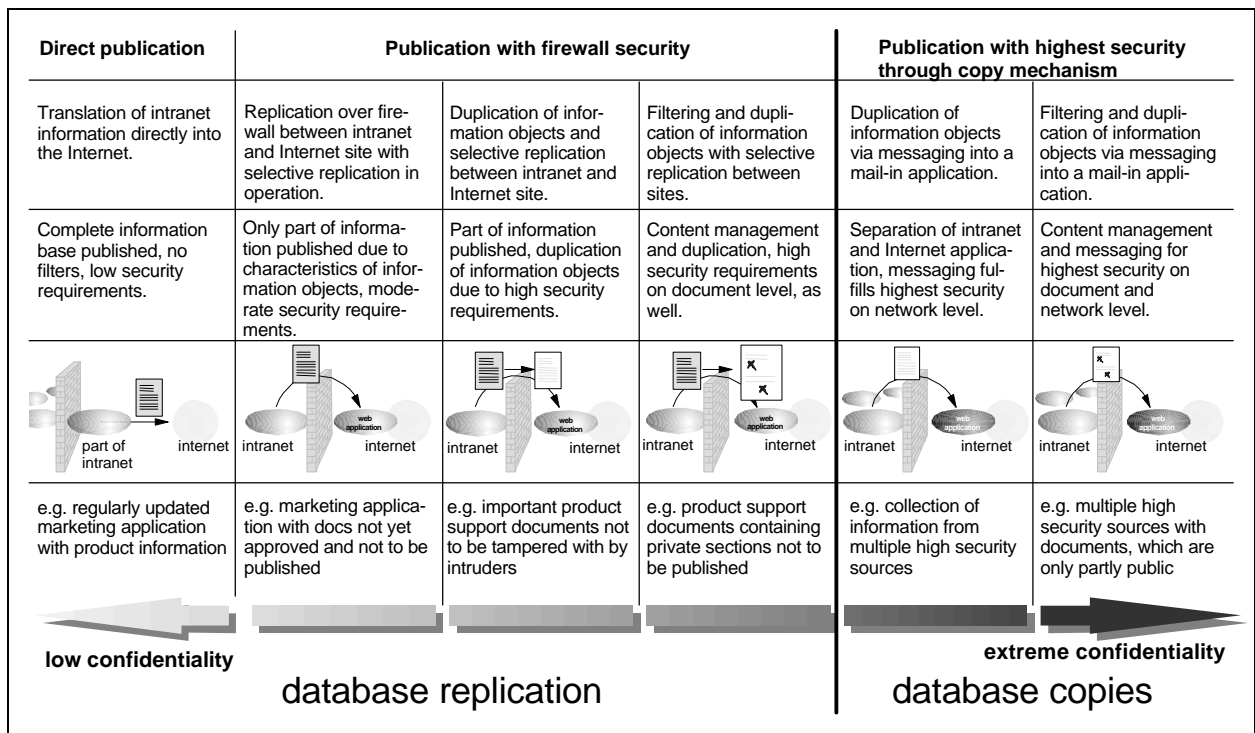 Direct publication
Publication with firewall security
Publication with highest security
through copy mechanism
Translation of intranet
information directly into
the Internet.
Replication over fire-
wall between intranet
and Internet site with
selective replication in
operation.
Duplication of infor-
mation objects and
selective replication
between intranet and
Internet site.
Filtering and dupli-
cation of information
objects with selective
replication between
sites.
Duplication of
information objects
via messaging into a
mail-in application.
Filtering and dupli-
cation of information
objects via messaging
into a mail-in appli-
cation.
Complete information
base published, no
filters, low security
requirements.
Only part of informa-
tion published due to
characteristics of infor-
mation objects, mode-
rate security require-
ments.
Part of information
published, duplication
of information objects
due to high security
requirements.
Content management
and duplication, high
security requirements
on document level, as
well.
Separation of intranet
and Internet applica-
tion, messaging ful-
fills highest security
on network level.
Content management
and messaging for
highest security on
document and
network level.
part of
intranet
internet
web
application
intranet
internet
web
application
intranet
internet
web
application
intranet
internet
web
application
intranet
internet
web
application
intranet
internet
e.g. regularly updated
marketing application
with product information
e.g. marketing applica-
tion with docs not yet
approved and not to be
published
e.g. important product
support documents not
to be tampered with by
intruders
e.g. product support
documents containing
private sections not to
be published
e.g. collection of
information from
multiple high security
sources
e.g. multiple high
security sources with
documents, which are
only partly public
low confidentiality
extreme confidentiality
database replication
database copies